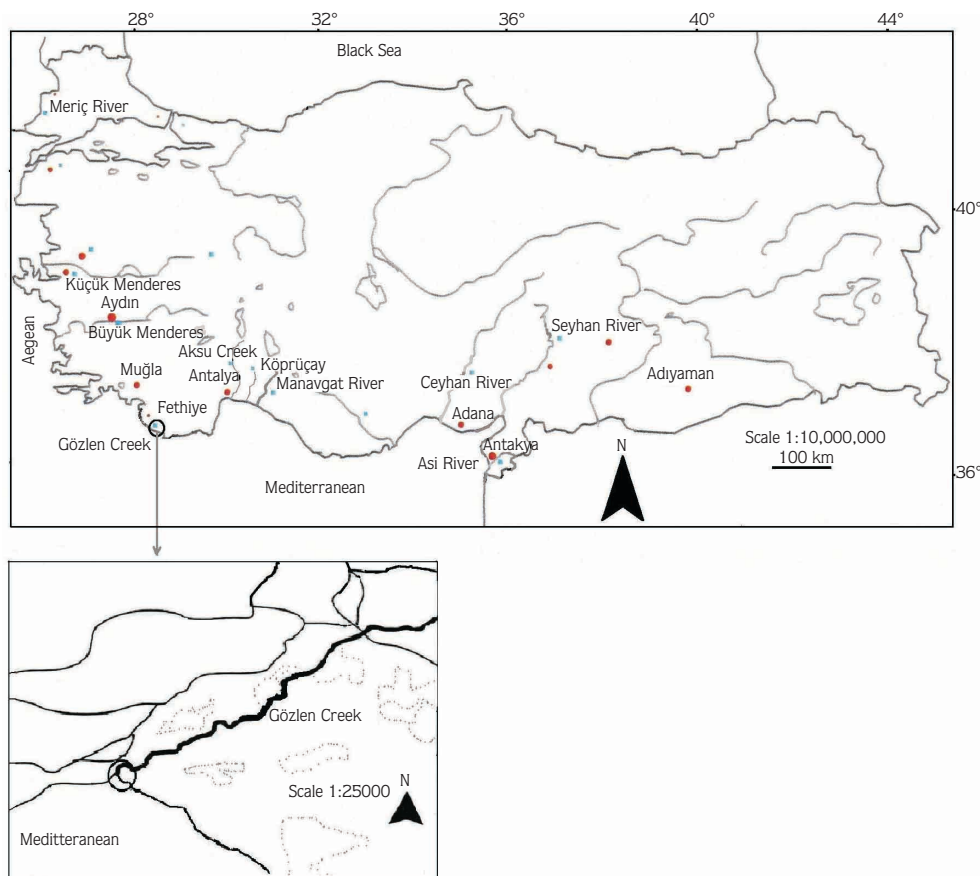 28° 32° 36° 40° 44°
Black Sea
Meriç River
40°
Küçük Menderes
Aydın
Büyük Menderes
Aegean
Seyhan River
Aksu Creek
Köprüçay
Muğla
Antalya
Manavgat River
Ceyhan River
Adıyaman
Fethiye
Adana
Gözlen Creek
Antakya
Asi River
N
Scale 1:10,000,000
100 km
36°
Mediterranean
Gözlen Creek
Scale 1:25000
N
Meditterranean